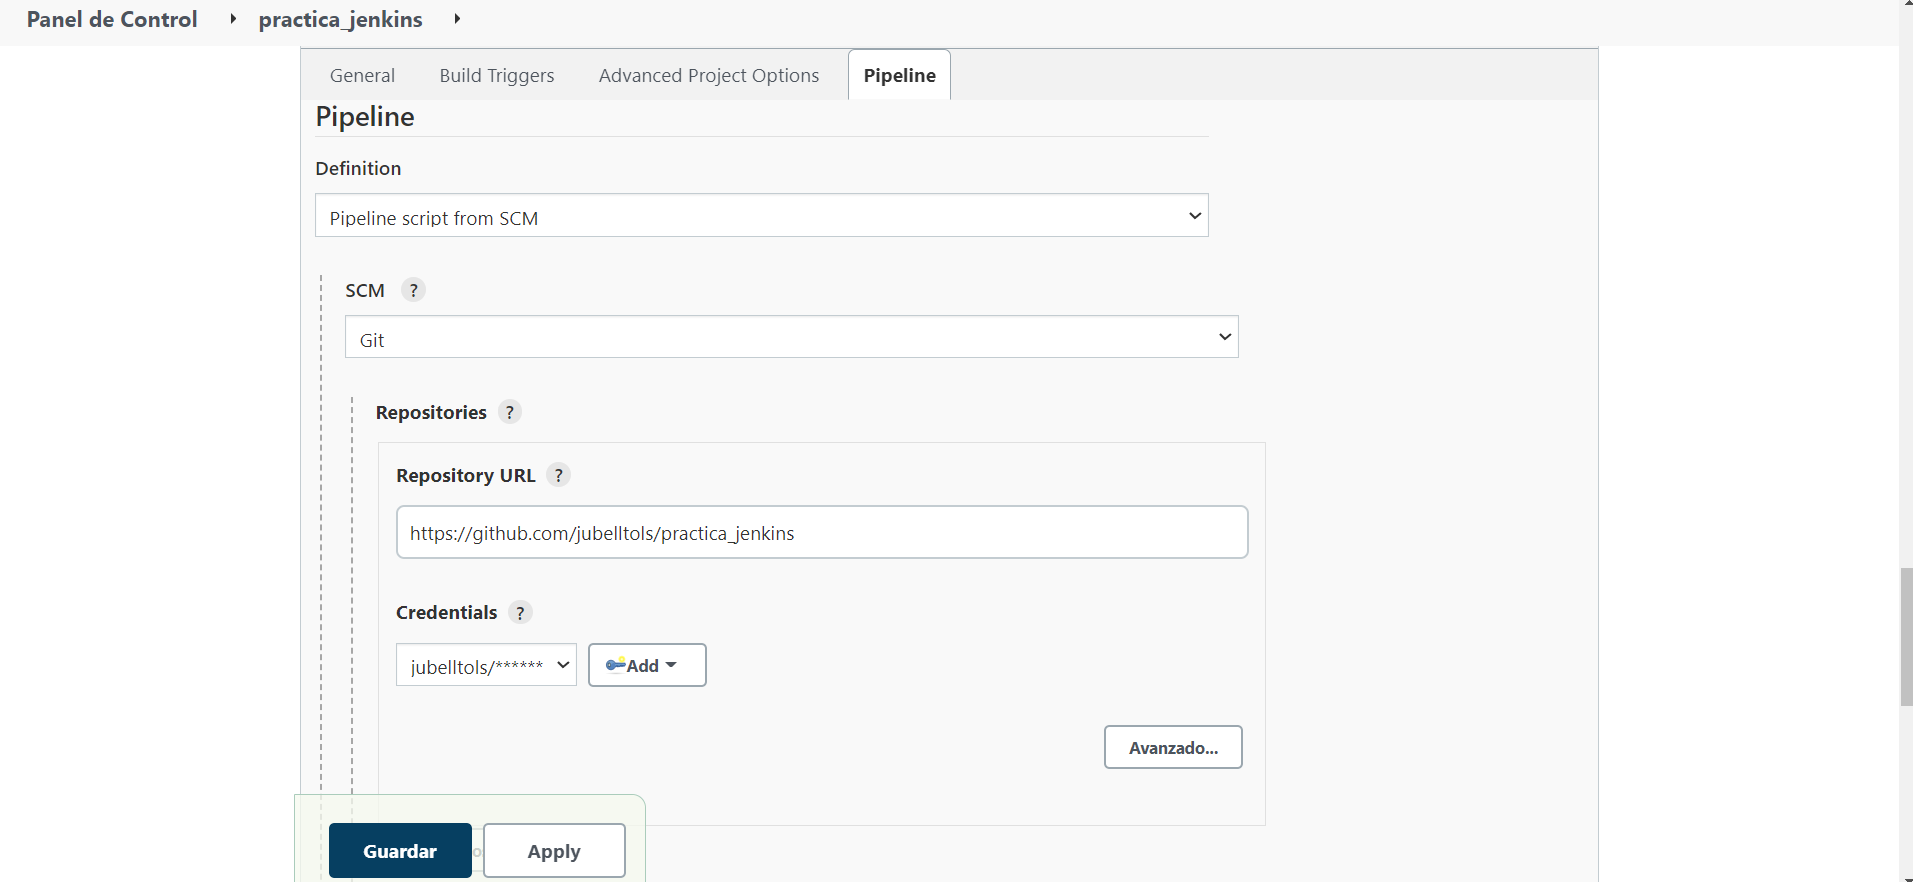 Panel de Control practica_jenkins
General Build Triggers Advanced Project Options Pipeline
Pipeline
Definition
Pipeline script from SCM
SCM ?
Git
Repositories ?
Repository URL ?
https://github.com/jubelltols/practica_jenkins
Credentials ?
jubelltols/****** Add
Avanzado...
Guardar Apply